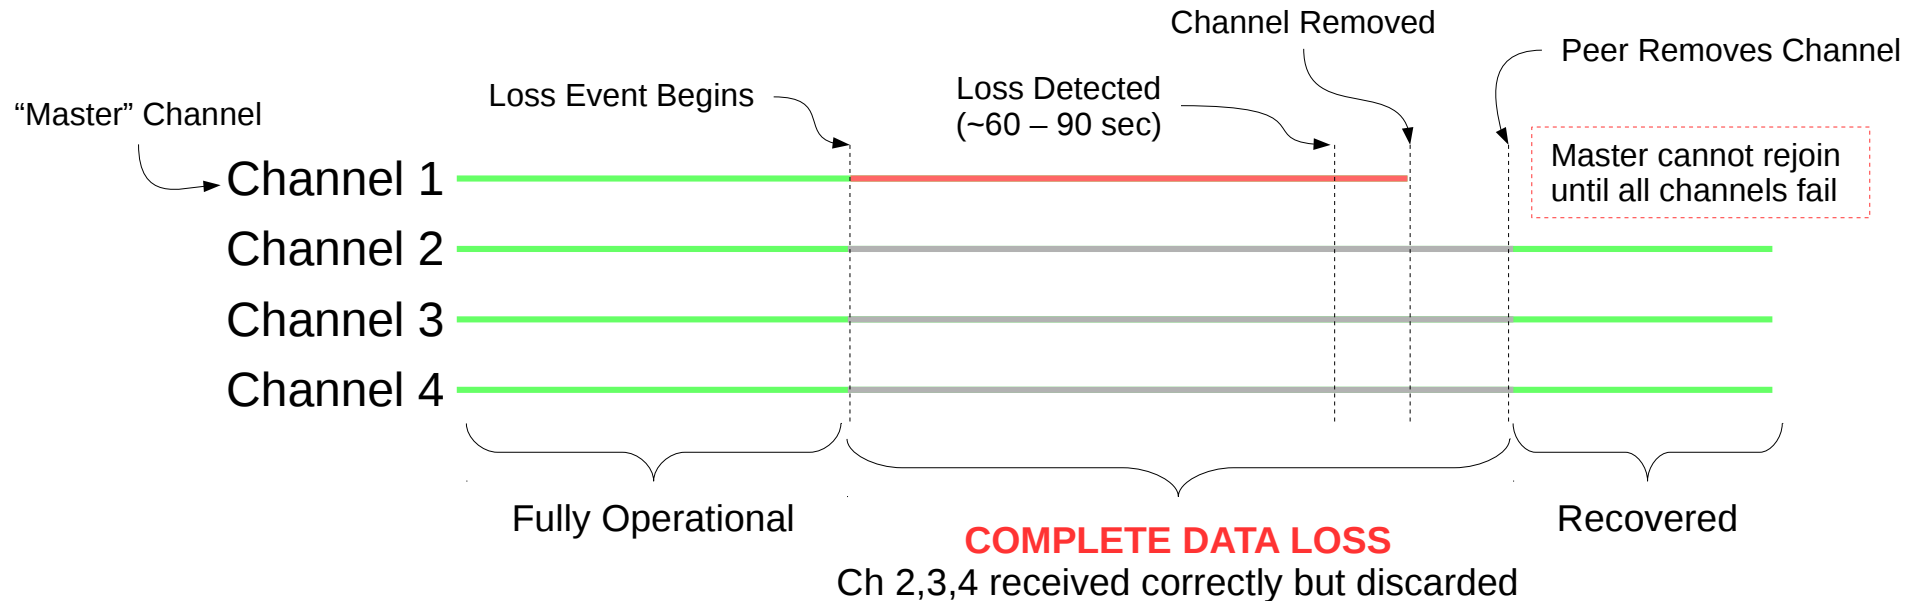 Channel Removed
Peer Removes Channel
Loss Detected
(~60 – 90 sec)
Loss Event Begins
“Master” Channel
Master cannot rejoin
until all channels fail
Channel 1
Channel 2
Channel 3
Channel 4
Fully Operational
COMPLETE DATA LOSS
Ch 2,3,4 received correctly but discarded
Recovered